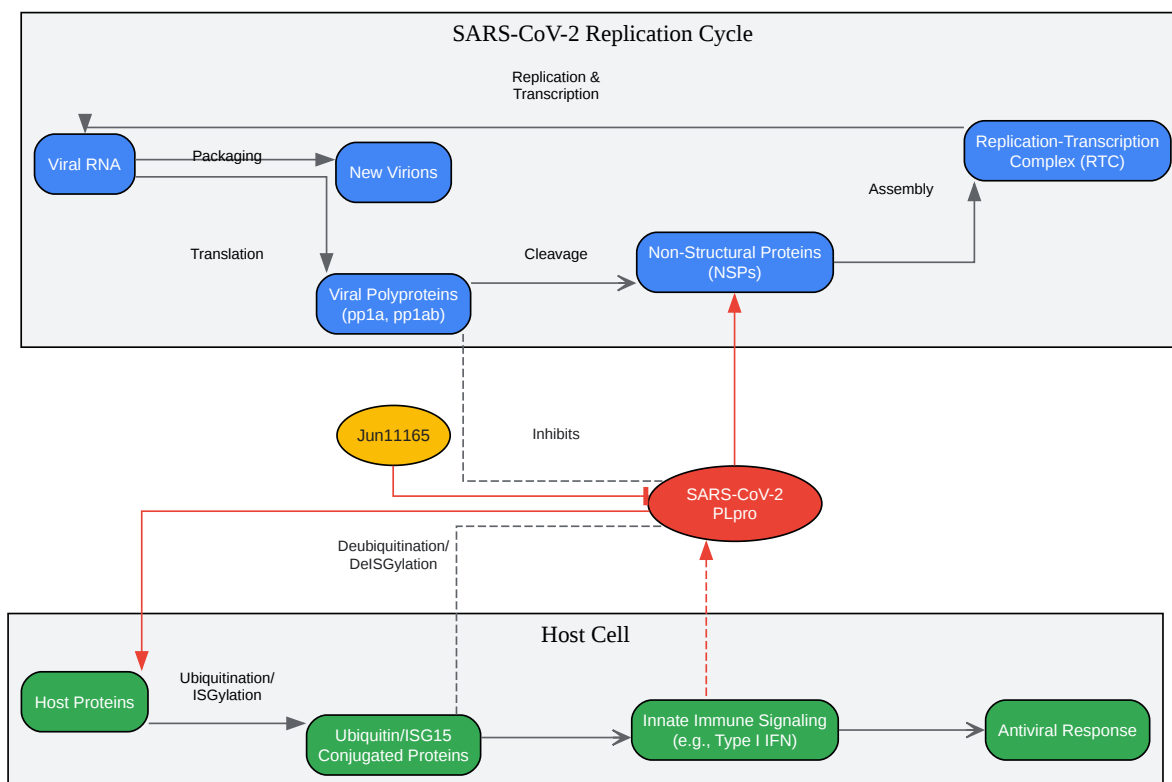 SARS-CoV-2 Replication Cycle
Replication &
Transcription
Viral RNA
Packaging
New Virions
Replication-Transcription
Complex (RTC)
Assembly
Translation
Cleavage
Non-Structural Proteins
(NSPs)
Viral Polyproteins
(pp1a, pp1ab)
Jun11165
Inhibits
SARS-CoV-2
PLpro
Deubiquitination/
DeISGylation
Host Cell
Host Proteins
Ubiquitination/
ISGylation
Ubiquitin/ISG15
Conjugated Proteins
Innate Immune Signaling
(e.g., Type I IFN)
Antiviral Response